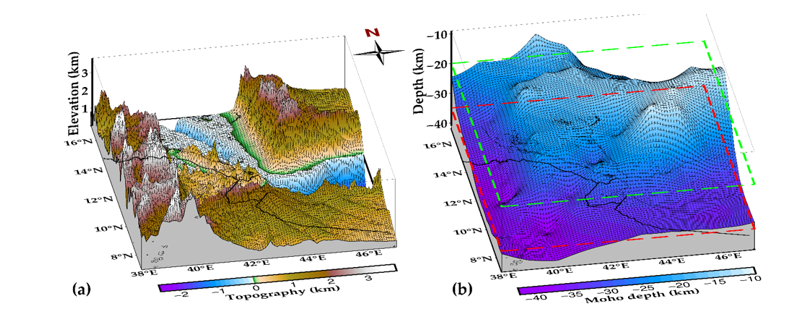 N
Elevation (km)
3
2
1
16°N
14°N
12°N
10°N
8°N
38°E
40°E
42°E
44°E
46°E
(a)
−2
−1
0
1
2
3
Topography (km)
Depth (km)
−10
−20
−30
−40
16°N
14°N
12°N
10°N
8°N
38°E
40°E
42°E
44°E
46°E
(b)
−40
−35
−30
−25
−20
−15
−10
Moho depth (km)